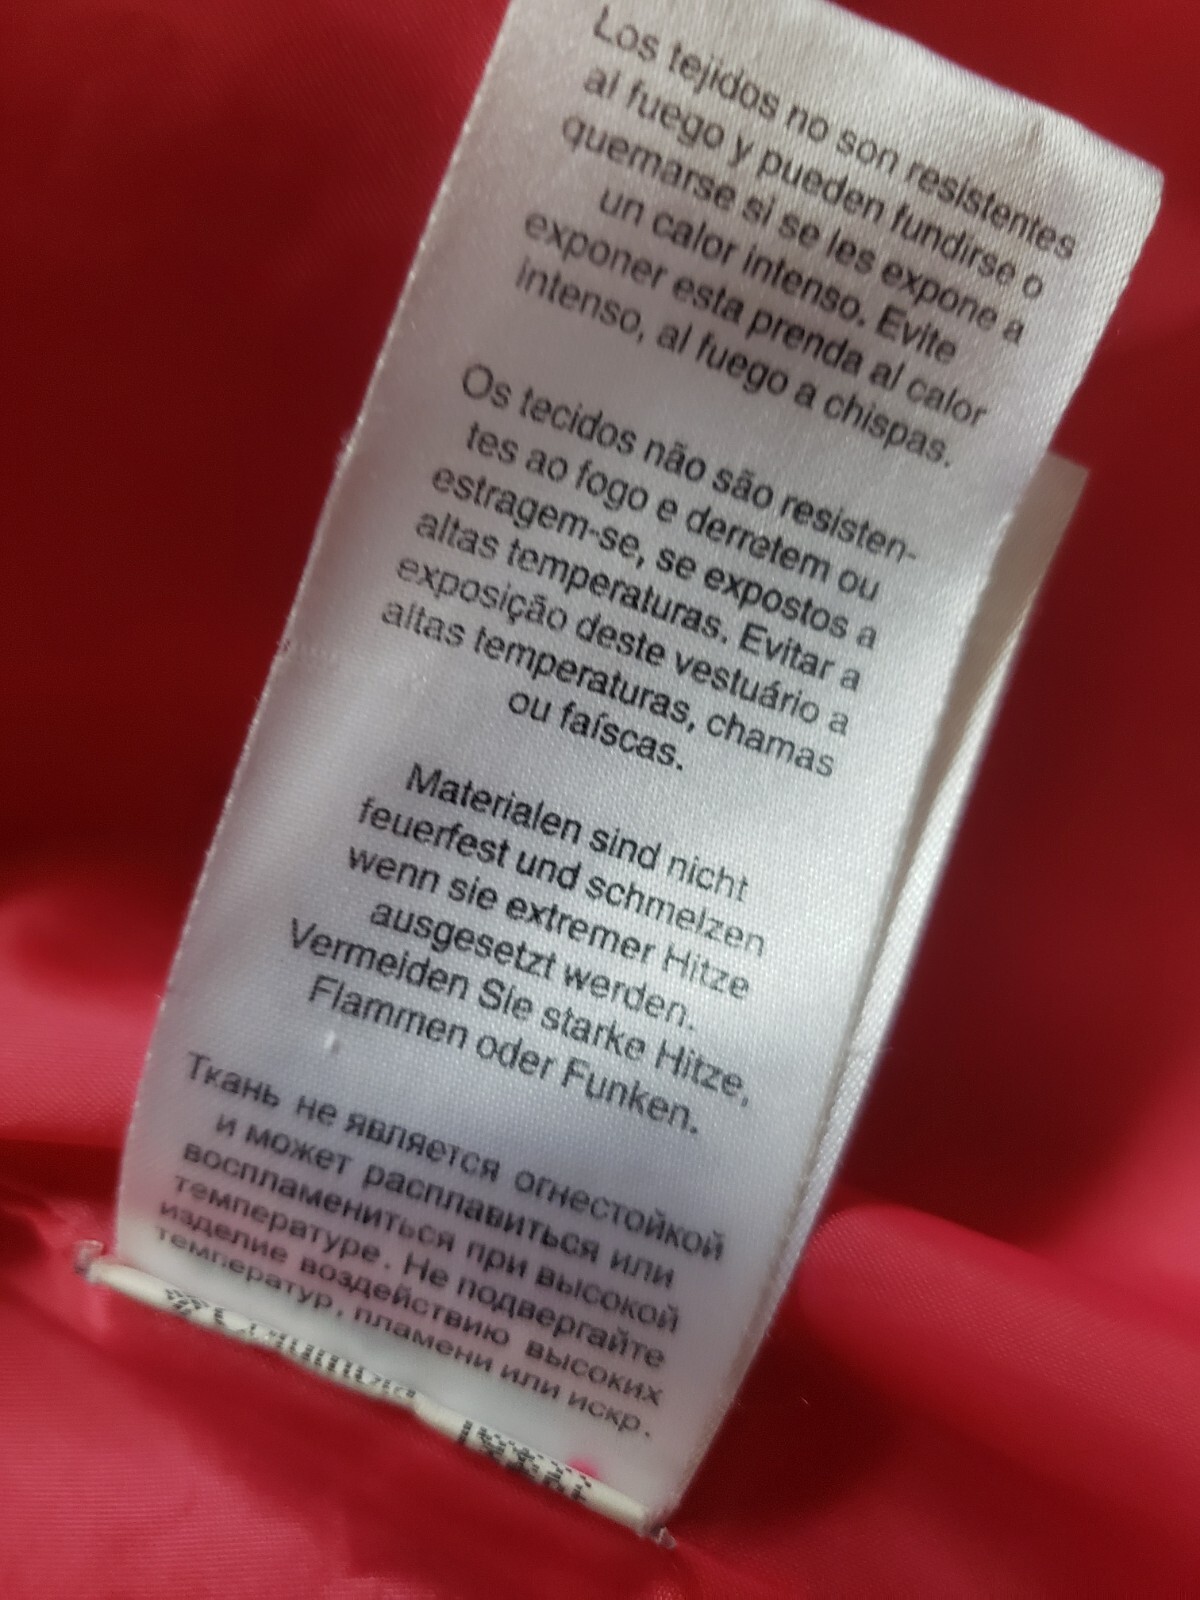 Los tejidos no son resistentes
al fuego y pueden fundirse o
quemarse si se les expone a
un calor intenso. Evite
exponer esta prenda al calor
intenso, al fuego a chispas.
Os tecidos não são resisten-
tes ao fogo e derretem ou
estragem-se, se expostos a
altas temperaturas. Evitar a
exposição deste vestuário a
altas temperaturas, chamas
ou faíscas.
Materialen sind nicht
feuerfest und schmelzen
wenn sie extremer Hitze
ausgesetzt werden.
Vermeiden Sie starke Hitze,
Flammen oder Funken.
Ткань не является огнестойкой
и может расплавиться или
воспламениться при высокой
температуре. Не подвергайте
изделие воздействию высоких
температур, пламени или искр.
Columbia